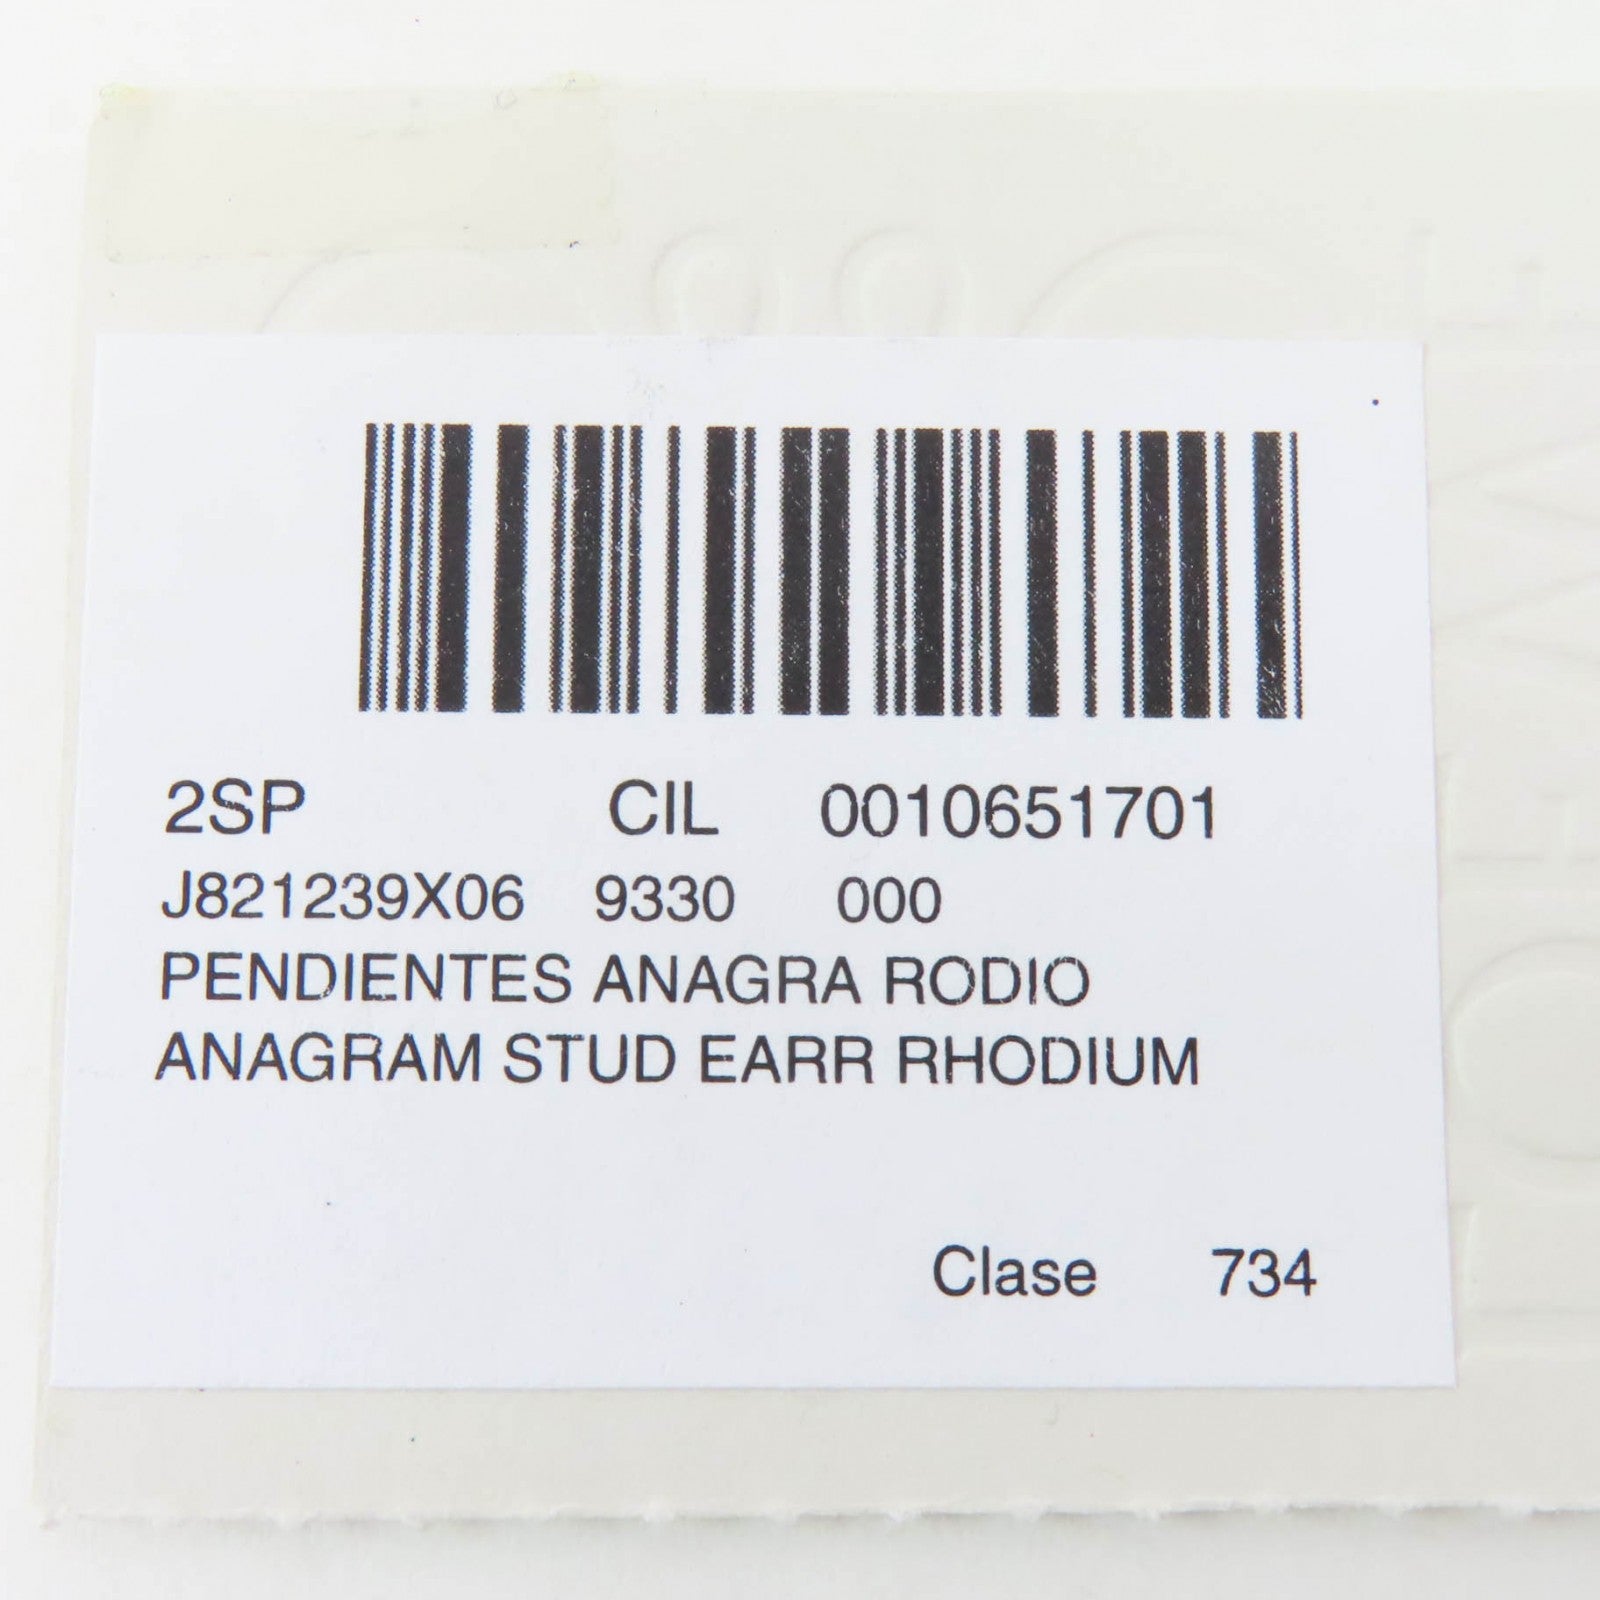 2SP CIL 0010651701
J821239X06 9330 000
PENDIENTES ANAGRA RODIO
ANAGRAM STUD EARR RHODIUM
Clase 734